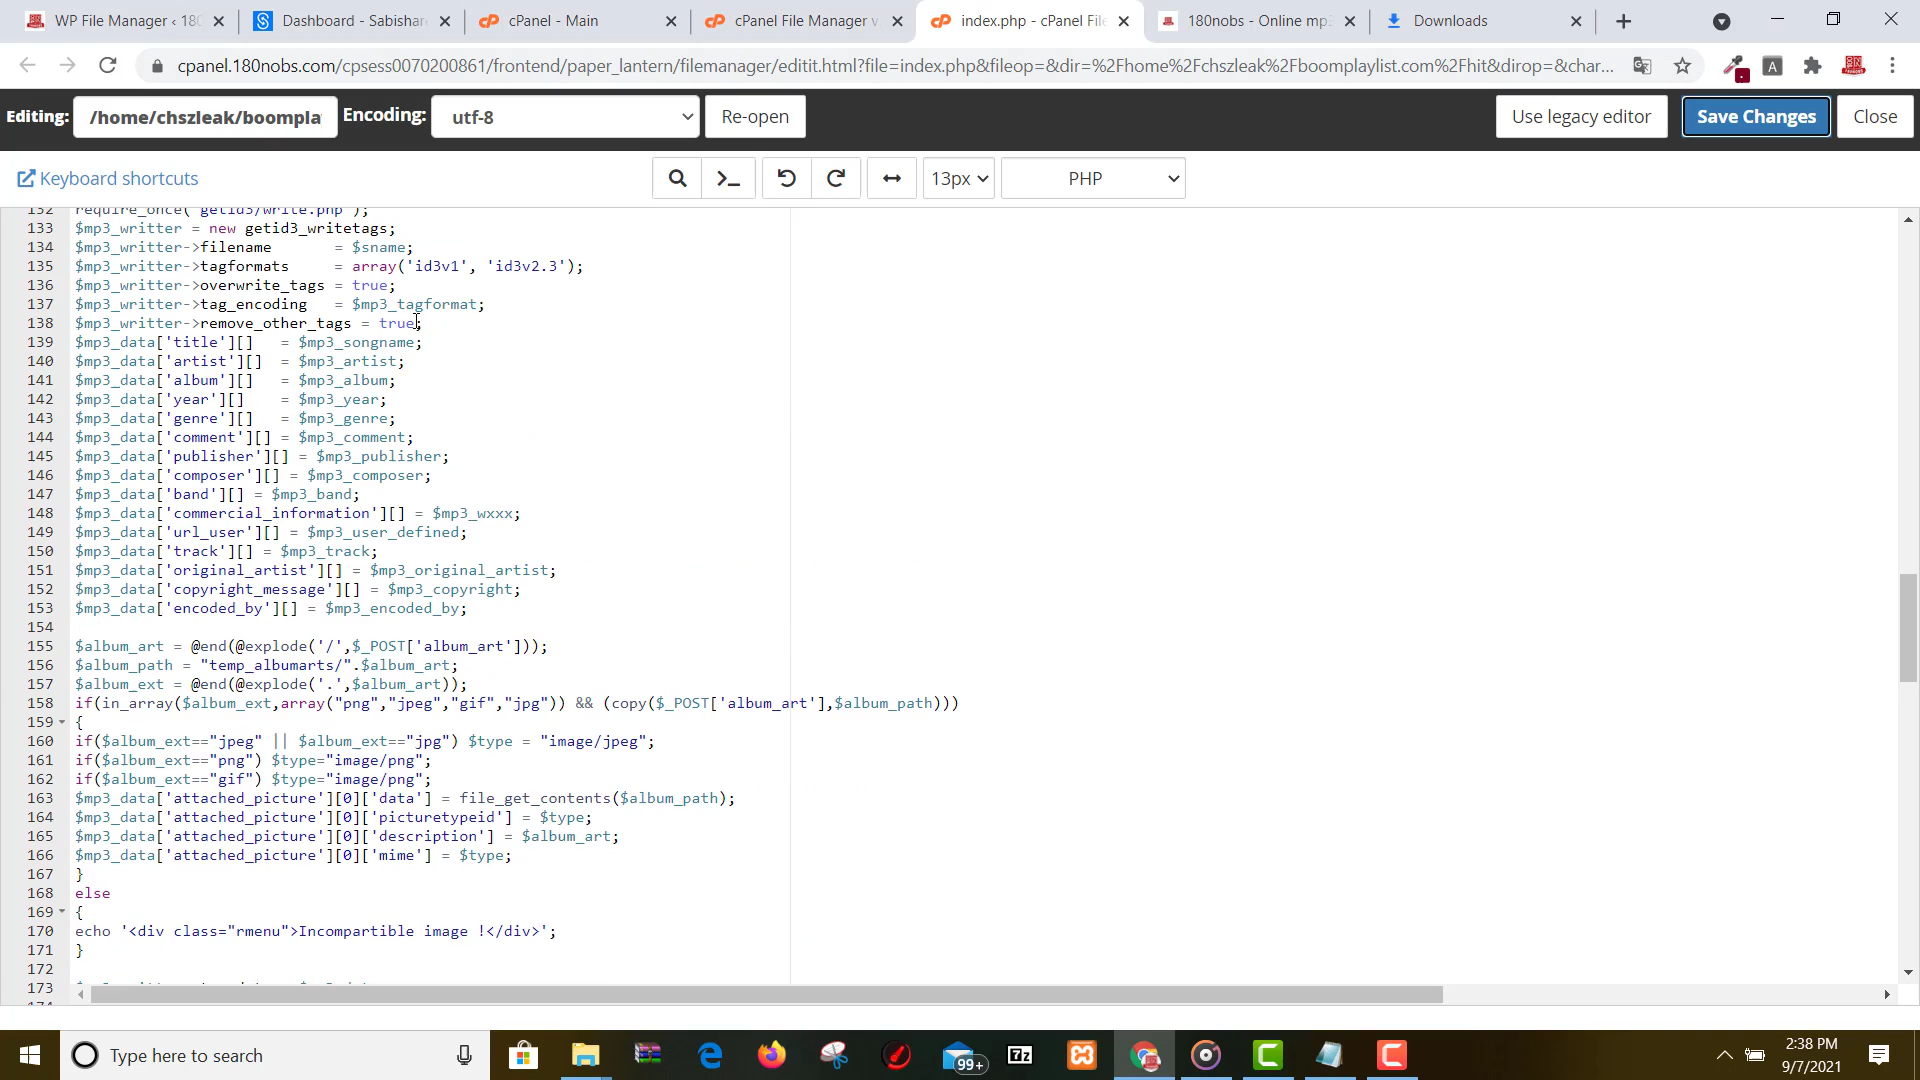 WP File Manager ‹ 180
Dashboard - Sabishare
cPanel - Main
cPanel File Manager v
index.php - cPanel File
180nobs - Online mp3
Downloads
cpanel.180nobs.com/cpsess0070200861/frontend/paper_lantern/filemanager/editit.html?file=index.php&fileop=&dir=%2Fhome%2Fchszleak%2Fboomplaylist.com%2Fhit&dirop=&char...
Editing: /home/chszleak/boompla Encoding: utf-8 Re-open Use legacy editor Save Changes Close
Keyboard shortcuts 13px PHP
132 require_once('getid3/write.php');
133 $mp3_writter = new getid3_writetags;
134 $mp3_writter->filename       = $sname;
135 $mp3_writter->tagformats     = array('id3v1', 'id3v2.3');
136 $mp3_writter->overwrite_tags = true;
137 $mp3_writter->tag_encoding   = $mp3_tagformat;
138 $mp3_writter->remove_other_tags = true;
139 $mp3_data['title'][]   = $mp3_songname;
140 $mp3_data['artist'][]  = $mp3_artist;
141 $mp3_data['album'][]   = $mp3_album;
142 $mp3_data['year'][]    = $mp3_year;
143 $mp3_data['genre'][]   = $mp3_genre;
144 $mp3_data['comment'][] = $mp3_comment;
145 $mp3_data['publisher'][] = $mp3_publisher;
146 $mp3_data['composer'][] = $mp3_composer;
147 $mp3_data['band'][] = $mp3_band;
148 $mp3_data['commercial_information'][] = $mp3_wxxx;
149 $mp3_data['url_user'][] = $mp3_user_defined;
150 $mp3_data['track'][] = $mp3_track;
151 $mp3_data['original_artist'][] = $mp3_original_artist;
152 $mp3_data['copyright_message'][] = $mp3_copyright;
153 $mp3_data['encoded_by'][] = $mp3_encoded_by;
154
155 $album_art = @end(@explode('/',$_POST['album_art']));
156 $album_path = "temp_albumarts/".$album_art;
157 $album_ext = @end(@explode('.',$album_art));
158 if(in_array($album_ext,array("png","jpeg","gif","jpg")) && (copy($_POST['album_art'],$album_path)))
159 {
160 if($album_ext=="jpeg" || $album_ext=="jpg") $type = "image/jpeg";
161 if($album_ext=="png") $type="image/png";
162 if($album_ext=="gif") $type="image/png";
163 $mp3_data['attached_picture'][0]['data'] = file_get_contents($album_path);
164 $mp3_data['attached_picture'][0]['picturetypeid'] = $type;
165 $mp3_data['attached_picture'][0]['description'] = $album_art;
166 $mp3_data['attached_picture'][0]['mime'] = $type;
167 }
168 else
169 {
170 echo '<div class="rmenu">Incompartible image !</div>';
171 }
172
173
Type here to search
99+
7z
2:38 PM
9/7/2021